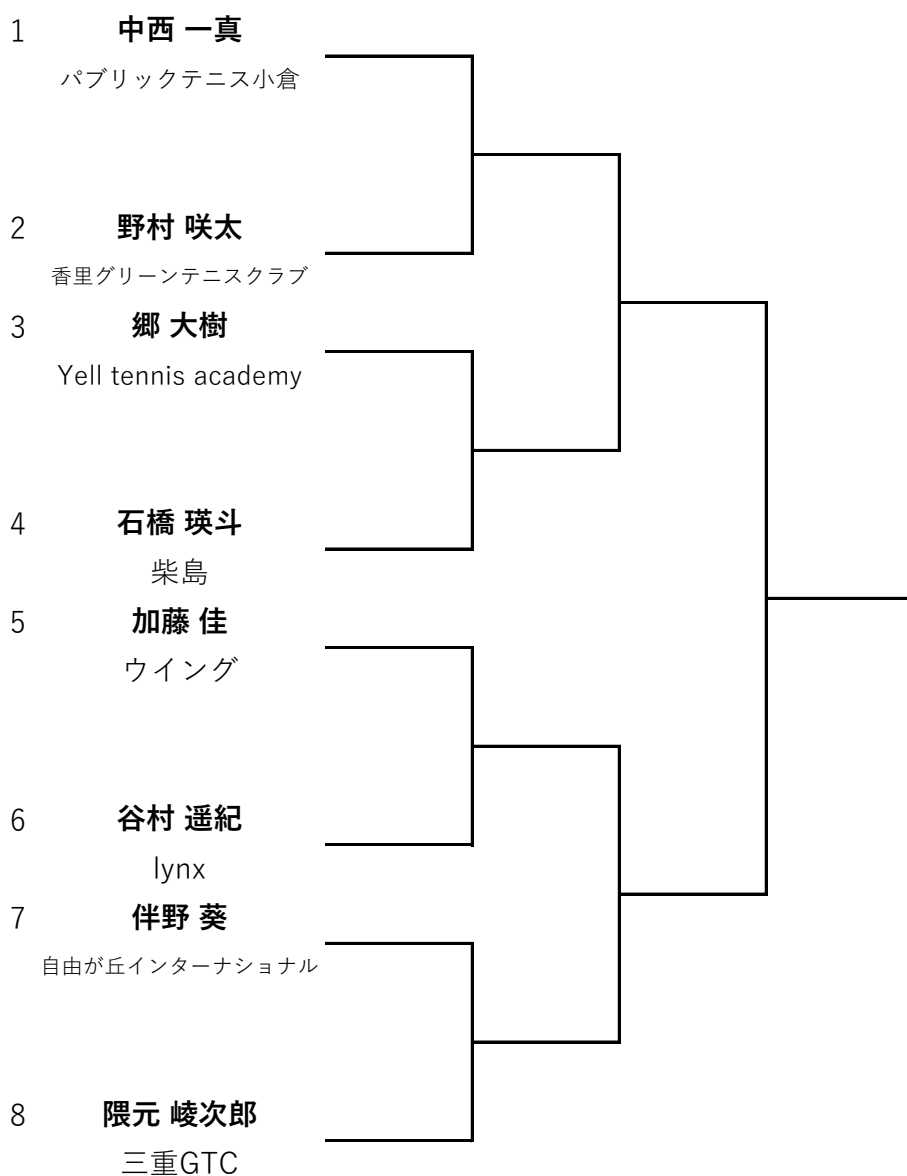 1 中西 一真
パブリックテニス小倉
2 野村 咲太
香里グリーンテニスクラブ
3 郷 大樹
Yell tennis academy
4 石橋 瑛斗
柴島
5 加藤 佳
ウイング
6 谷村 遥紀
lynx
7 伴野 葵
自由が丘インターナショナル
8 隈元 崚次郎
三重GTC